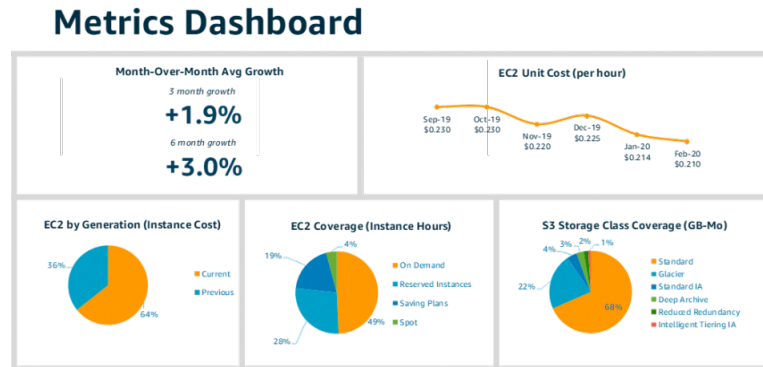 Metrics Dashboard
Month-Over-Month Avg Growth
3 month growth
+1.9%
6 month growth
+3.0%
EC2 Unit Cost (per hour)
Sep-19
$0.230
Oct-19
$0.230
Nov-19
$0.220
Dec-19
$0.225
Jan-20
$0.214
Feb-20
$0.210
EC2 by Generation (Instance Cost)
36%
64%
Current
Previous
EC2 Coverage (Instance Hours)
4%
19%
28%
49%
On Demand
Reserved Instances
Saving Plans
Spot
S3 Storage Class Coverage (GB-Mo)
1%
2%
3%
4%
22%
68%
Standard
Glacier
Standard IA
Deep Archive
Reduced Redundancy
Intelligent Tiering IA